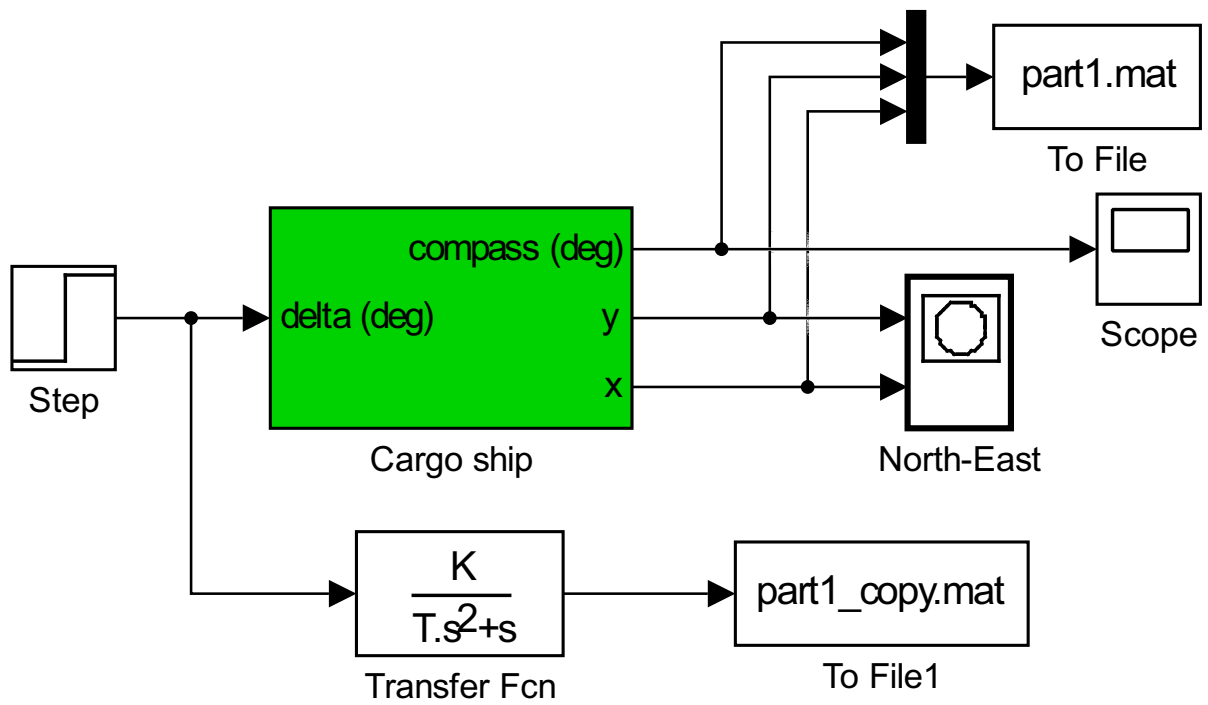 part1.mat
To File
compass (deg)
Scope
delta (deg)
y
x
Step
Cargo ship
North-East
K
T.s²+s
Transfer Fcn
part1_copy.mat
To File1